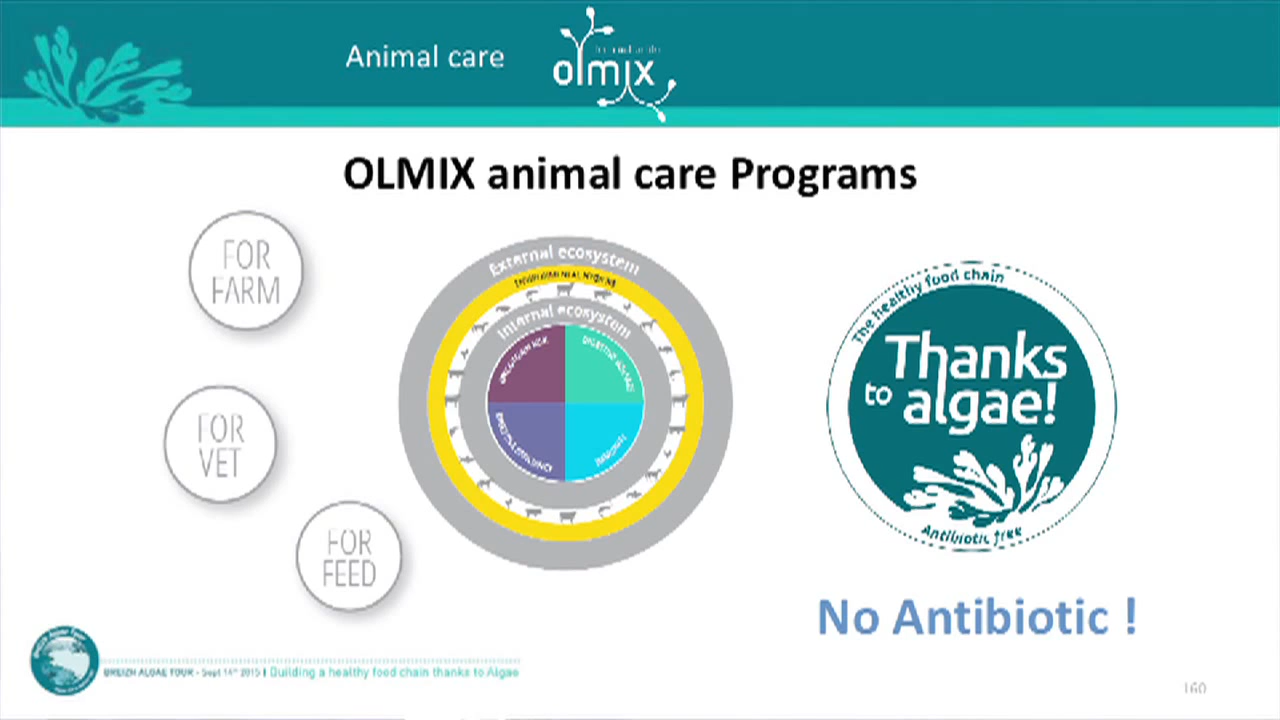 Animal care
olmix
OLMIX animal care Programs
FOR
FARM
FOR
VET
FOR
FEED
External ecosystem
Internal ecosystem
The healthy food chain
Thanks
to algae!
Antibiotic free
No Antibiotic !
BREIZH ALGAE TOUR - Sept 14th 2015 | Building a healthy food chain thanks to Algae
160